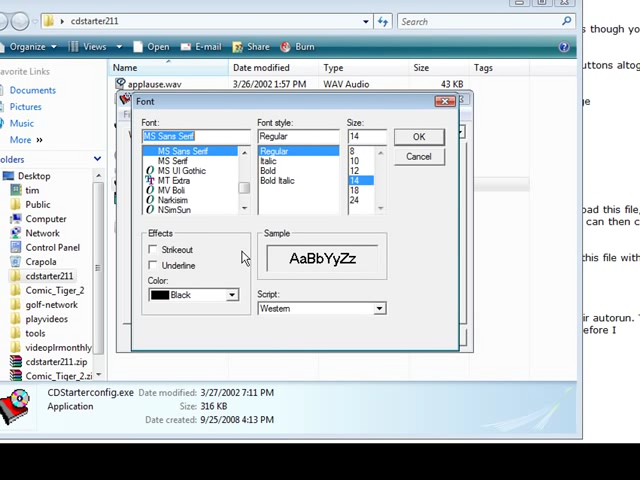 cdstarter211
Search
Organize Views Open E-mail Share Burn
s though yo
avorite Links
Name Date modified Type Size Tags
uttons altog
Documents
applause.wav 3/26/2002 1:57 PM WAV Audio 43 KB
Pictures
Font
ge
Music
Font: Font style: Size:
More »
MS Sans Serif Regular 14 OK
olders
MS Sans Serif Regular 8 Cancel
MS Serif Italic 10
Desktop
MS UI Gothic Bold 12
tim
MT Extra Bold Italic 14
Public
MV Boli 18
Computer
Narkisim 24
oad this file,
NSimSun
Network
can then c
Control Panel
Effects Sample
Crapola
Strikeout
AaBbYyZz
his file with
cdstarter211
Underline
Comic_Tiger_2
Color:
golf-network
Black
Script:
playvideos
Western
ir autorun. T
tools
efore I
videoplrmonthly
cdstarter211.zip
Comic_Tiger_2.zi
CDStarterconfig.exe Date modified: 3/27/2002 7:11 PM
Application Size: 316 KB
Date created: 9/25/2008 4:13 PM